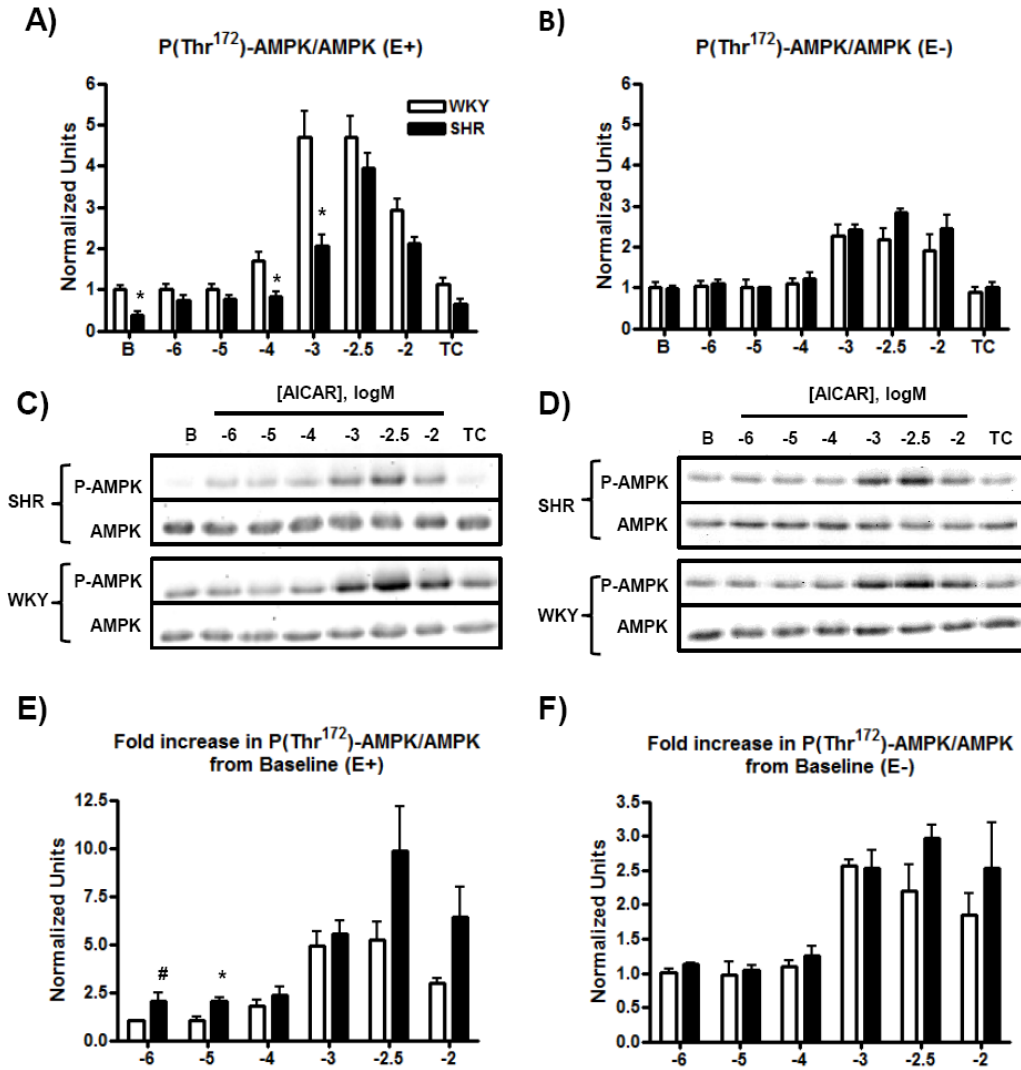 A)
P(Thr172)-AMPK/AMPK (E+)
Normalized Units
6
5
4
3
2
1
0
WKY
SHR
*
*
*
B -6 -5 -4 -3 -2.5 -2 TC
B)
P(Thr172)-AMPK/AMPK (E-)
Normalized Units
6
5
4
3
2
1
0
B -6 -5 -4 -3 -2.5 -2 TC
C)
[AICAR], logM
B -6 -5 -4 -3 -2.5 -2 TC
SHR
P-AMPK
AMPK
WKY
P-AMPK
AMPK
D)
[AICAR], logM
B -6 -5 -4 -3 -2.5 -2 TC
SHR
P-AMPK
AMPK
WKY
P-AMPK
AMPK
E)
Fold increase in P(Thr172)-AMPK/AMPK
from Baseline (E+)
Normalized Units
12.5
10.0
7.5
5.0
2.5
0.0
#
*
-6 -5 -4 -3 -2.5 -2
F)
Fold increase in P(Thr172)-AMPK/AMPK
from Baseline (E-)
Normalized Units
3.5
3.0
2.5
2.0
1.5
1.0
0.5
0.0
-6 -5 -4 -3 -2.5 -2